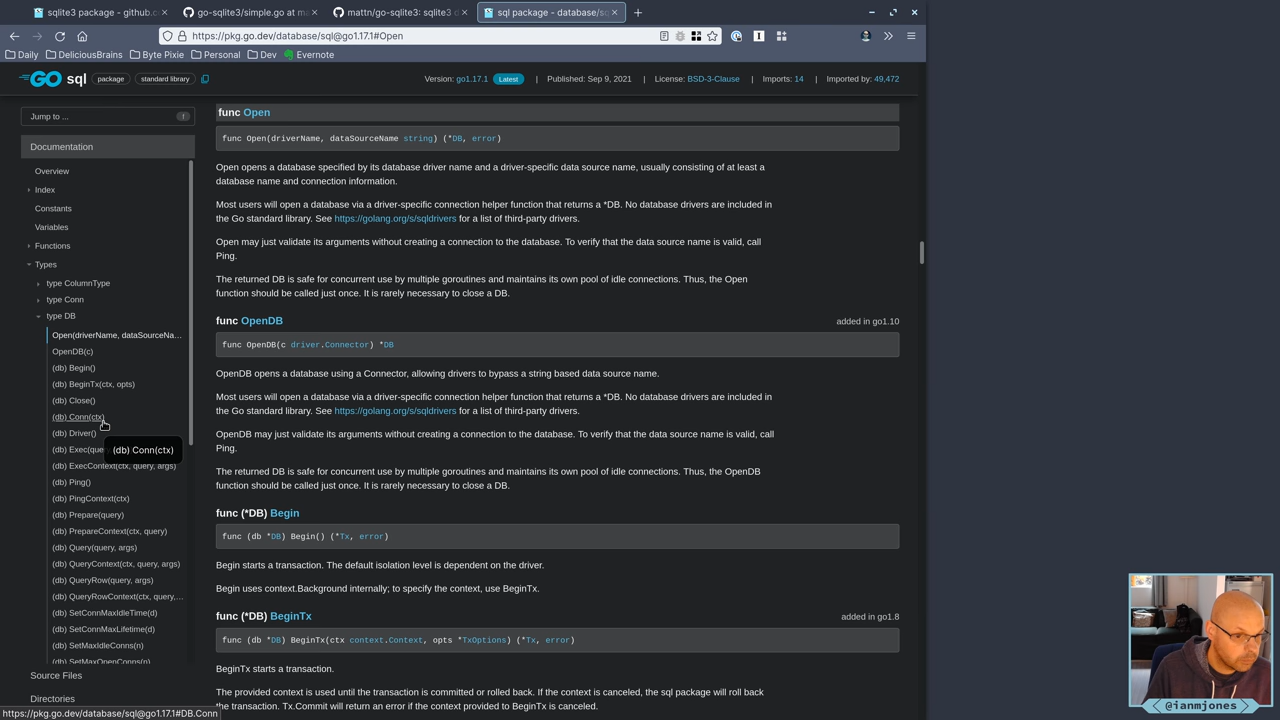 sqlite3 package - github.c
go-sqlite3/simple.go at m
mattn/go-sqlite3: sqlite3 d
sql package - database/sq
https://pkg.go.dev/database/sql@go1.17.1#Open
Daily
DeliciousBrains
Byte Pixie
Personal
Dev
Evernote
GO sql package standard library
Version: go1.17.1 Latest | Published: Sep 9, 2021 | License: BSD-3-Clause | Imports: 14 | Imported by: 49,472
Jump to ... f
Documentation
Overview
Index
Constants
Variables
Functions
Types
type ColumnType
type Conn
type DB
Open(driverName, dataSourceNa...
OpenDB(c)
(db) Begin()
(db) BeginTx(ctx, opts)
(db) Close()
(db) Conn(ctx)
(db) Driver()
(db) Exec(que
(db) Conn(ctx)
(db) ExecContext(ctx, query, args)
(db) Ping()
(db) PingContext(ctx)
(db) Prepare(query)
(db) PrepareContext(ctx, query)
(db) Query(query, args)
(db) QueryContext(ctx, query, args)
(db) QueryRow(query, args)
(db) QueryRowContext(ctx, query,...
(db) SetConnMaxIdleTime(d)
(db) SetConnMaxLifetime(d)
(db) SetMaxIdleConns(n)
(db) SetMaxOpenConns(n)
Source Files
Directories
https://pkg.go.dev/database/sql@go1.17.1#DB.Conn
func Open
func Open(driverName, dataSourceName string) (*DB, error)
Open opens a database specified by its database driver name and a driver-specific data source name, usually consisting of at least a
database name and connection information.
Most users will open a database via a driver-specific connection helper function that returns a *DB. No database drivers are included in
the Go standard library. See https://golang.org/s/sqldrivers for a list of third-party drivers.
Open may just validate its arguments without creating a connection to the database. To verify that the data source name is valid, call
Ping.
The returned DB is safe for concurrent use by multiple goroutines and maintains its own pool of idle connections. Thus, the Open
function should be called just once. It is rarely necessary to close a DB.
func OpenDB added in go1.10
func OpenDB(c driver.Connector) *DB
OpenDB opens a database using a Connector, allowing drivers to bypass a string based data source name.
Most users will open a database via a driver-specific connection helper function that returns a *DB. No database drivers are included in
the Go standard library. See https://golang.org/s/sqldrivers for a list of third-party drivers.
OpenDB may just validate its arguments without creating a connection to the database. To verify that the data source name is valid, call
Ping.
The returned DB is safe for concurrent use by multiple goroutines and maintains its own pool of idle connections. Thus, the OpenDB
function should be called just once. It is rarely necessary to close a DB.
func (*DB) Begin
func (db *DB) Begin() (*Tx, error)
Begin starts a transaction. The default isolation level is dependent on the driver.
Begin uses context.Background internally; to specify the context, use BeginTx.
func (*DB) BeginTx added in go1.8
func (db *DB) BeginTx(ctx context.Context, opts *TxOptions) (*Tx, error)
BeginTx starts a transaction.
The provided context is used until the transaction is committed or rolled back. If the context is canceled, the sql package will roll back
the transaction. Tx.Commit will return an error if the context provided to BeginTx is canceled.
@ianmjones